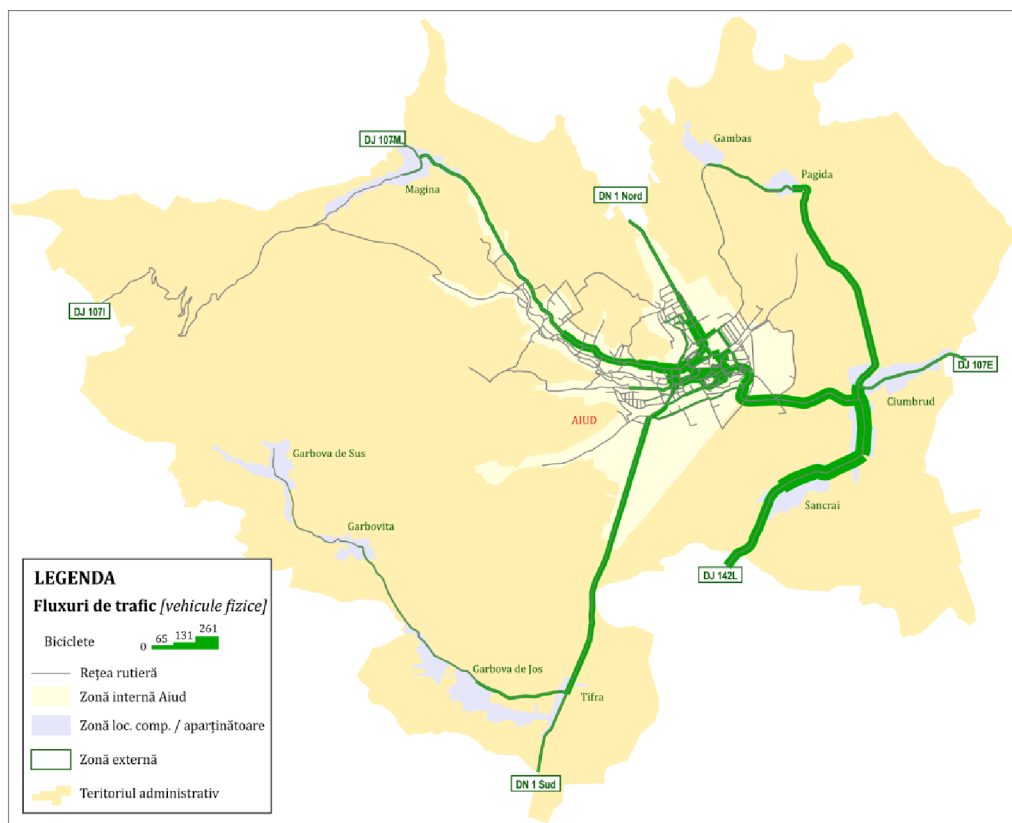 DJ 107M
Gambas
Pagida
Magina
DN 1 Nord
DJ 107I
DJ 107E
Ciumbrud
AIUD
Garbova de Sus
Sancrai
Garbovita
DJ 142L
LEGENDA
Fluxuri de trafic [vehicule fizice]
Biciclete 0 65 131 261
Rețea rutieră
Zonă internă Aiud
Zonă loc. comp. / aparținătoare
Zonă externă
Teritoriul administrativ
Garbova de Jos
Tifra
DN 1 Sud